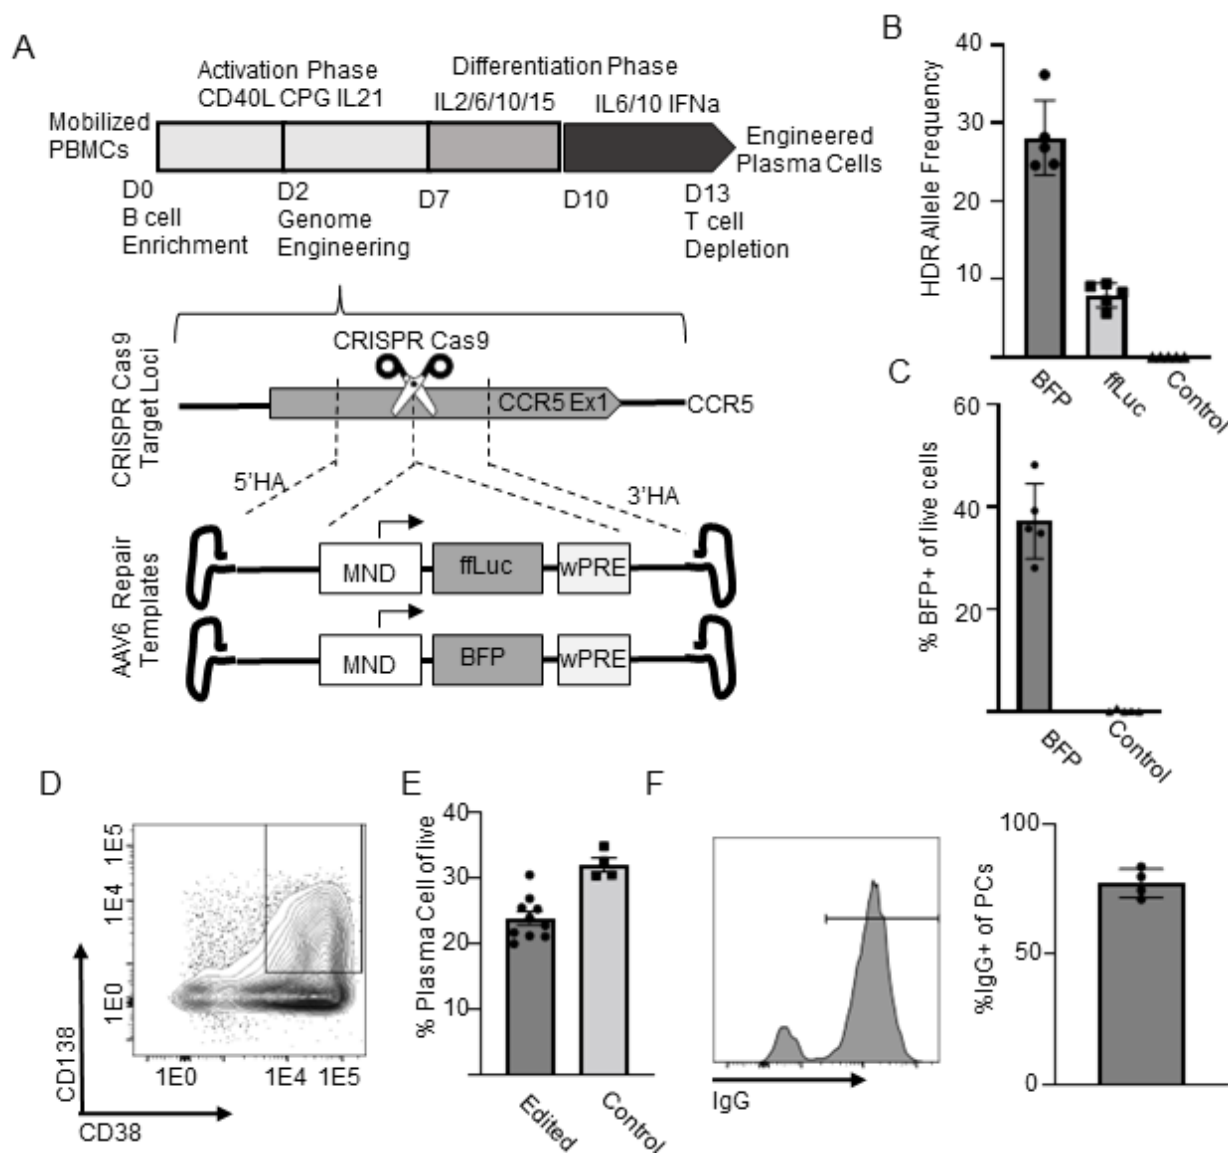 A
Activation Phase
CD40L CPG IL21
Differentiation Phase
IL2/6/10/15
IL6/10 IFNa
Mobilized
PBMCs
Engineered
Plasma Cells
D0
B cell
Enrichment
D2
Genome
Engineering
D7
D10
D13
T cell
Depletion
CRISPR Cas9
Target Loci
CRISPR Cas9
CCR5 Ex1
CCR5
5'HA
3'HA
AAV6 Repair
Templates
MND
ffLuc
wPRE
MND
BFP
wPRE
B
HDR Allele Frequency
40
30
20
10
BFP
ffLuc
Control
C
% BFP+ of live cells
60
40
20
BFP
Control
D
CD138
1E5
1E4
1E0
1E0
1E4
1E5
CD38
E
% Plasma Cell of live
40
30
20
10
Edited
Control
F
IgG
%IgG+ of PCs
100
50
0